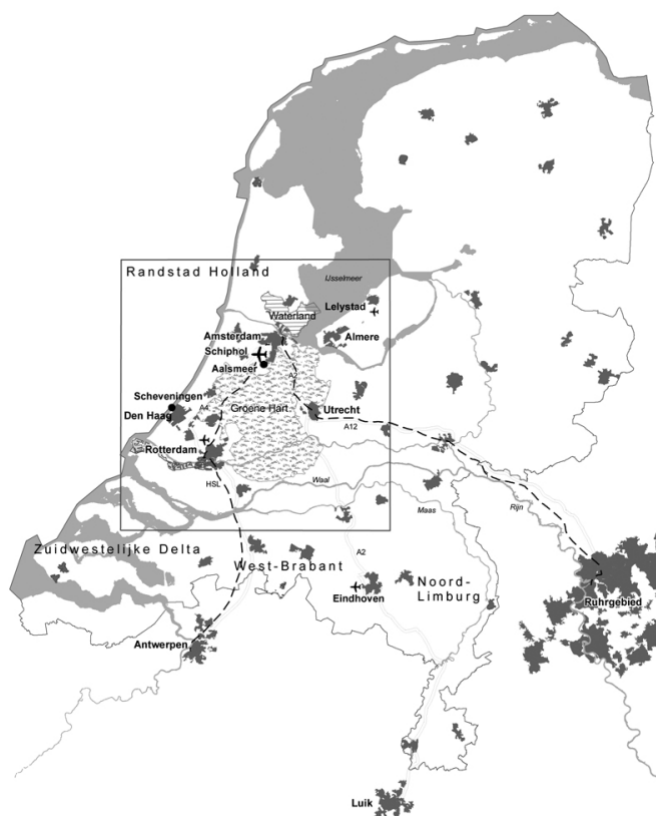 Randstad Holland
IJsselmeer
Lelystad
Waterland
Amsterdam
Almere
Schiphol
Aalsmeer
A2
Scheveningen
A4
Groene Hart
Utrecht
Den Haag
A12
Rotterdam
HSL
Waal
Maas
Rijn
Zuidwestelijke Delta
A2
West-Brabant
Noord-
Limburg
Eindhoven
Ruhrgebied
Antwerpen
Luik